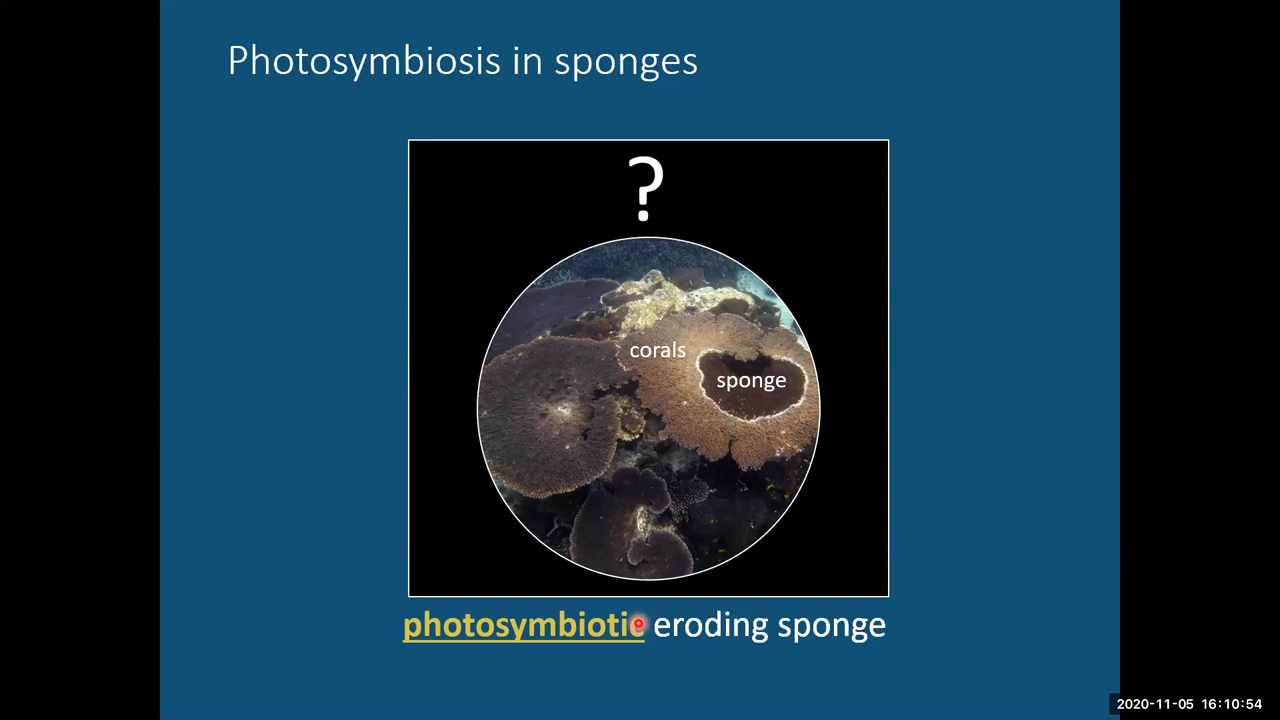 Photosymbiosis in sponges
?
corals
sponge
photosymbiotic eroding sponge
2020-11-05 16:10:54